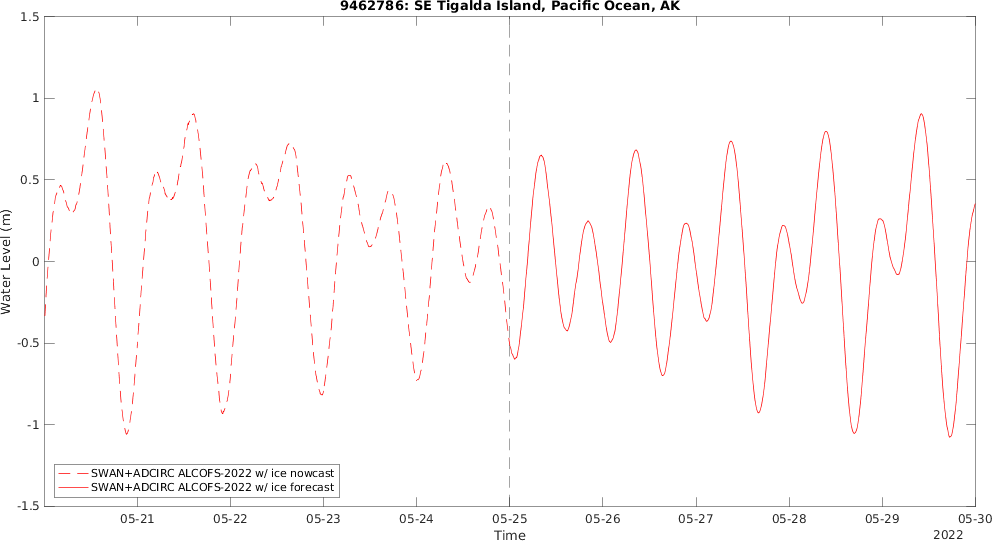 9462786: SE Tigalda Island, Pacific Ocean, AK
1.5
1
0.5
0
-0.5
-1
-1.5
Water Level (m)
SWAN+ADCIRC ALCOFS-2022 w/ ice nowcast
SWAN+ADCIRC ALCOFS-2022 w/ ice forecast
05-21 05-22 05-23 05-24 05-25 05-26 05-27 05-28 05-29 05-30
Time
2022